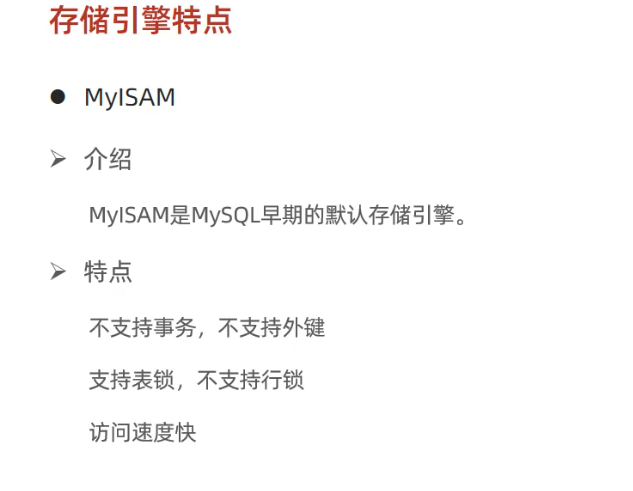 存储引擎特点
● MyISAM
➢ 介绍
MyISAM是MySQL早期的默认存储引擎。
➢ 特点
不支持事务，不支持外键
支持表锁，不支持行锁
访问速度快